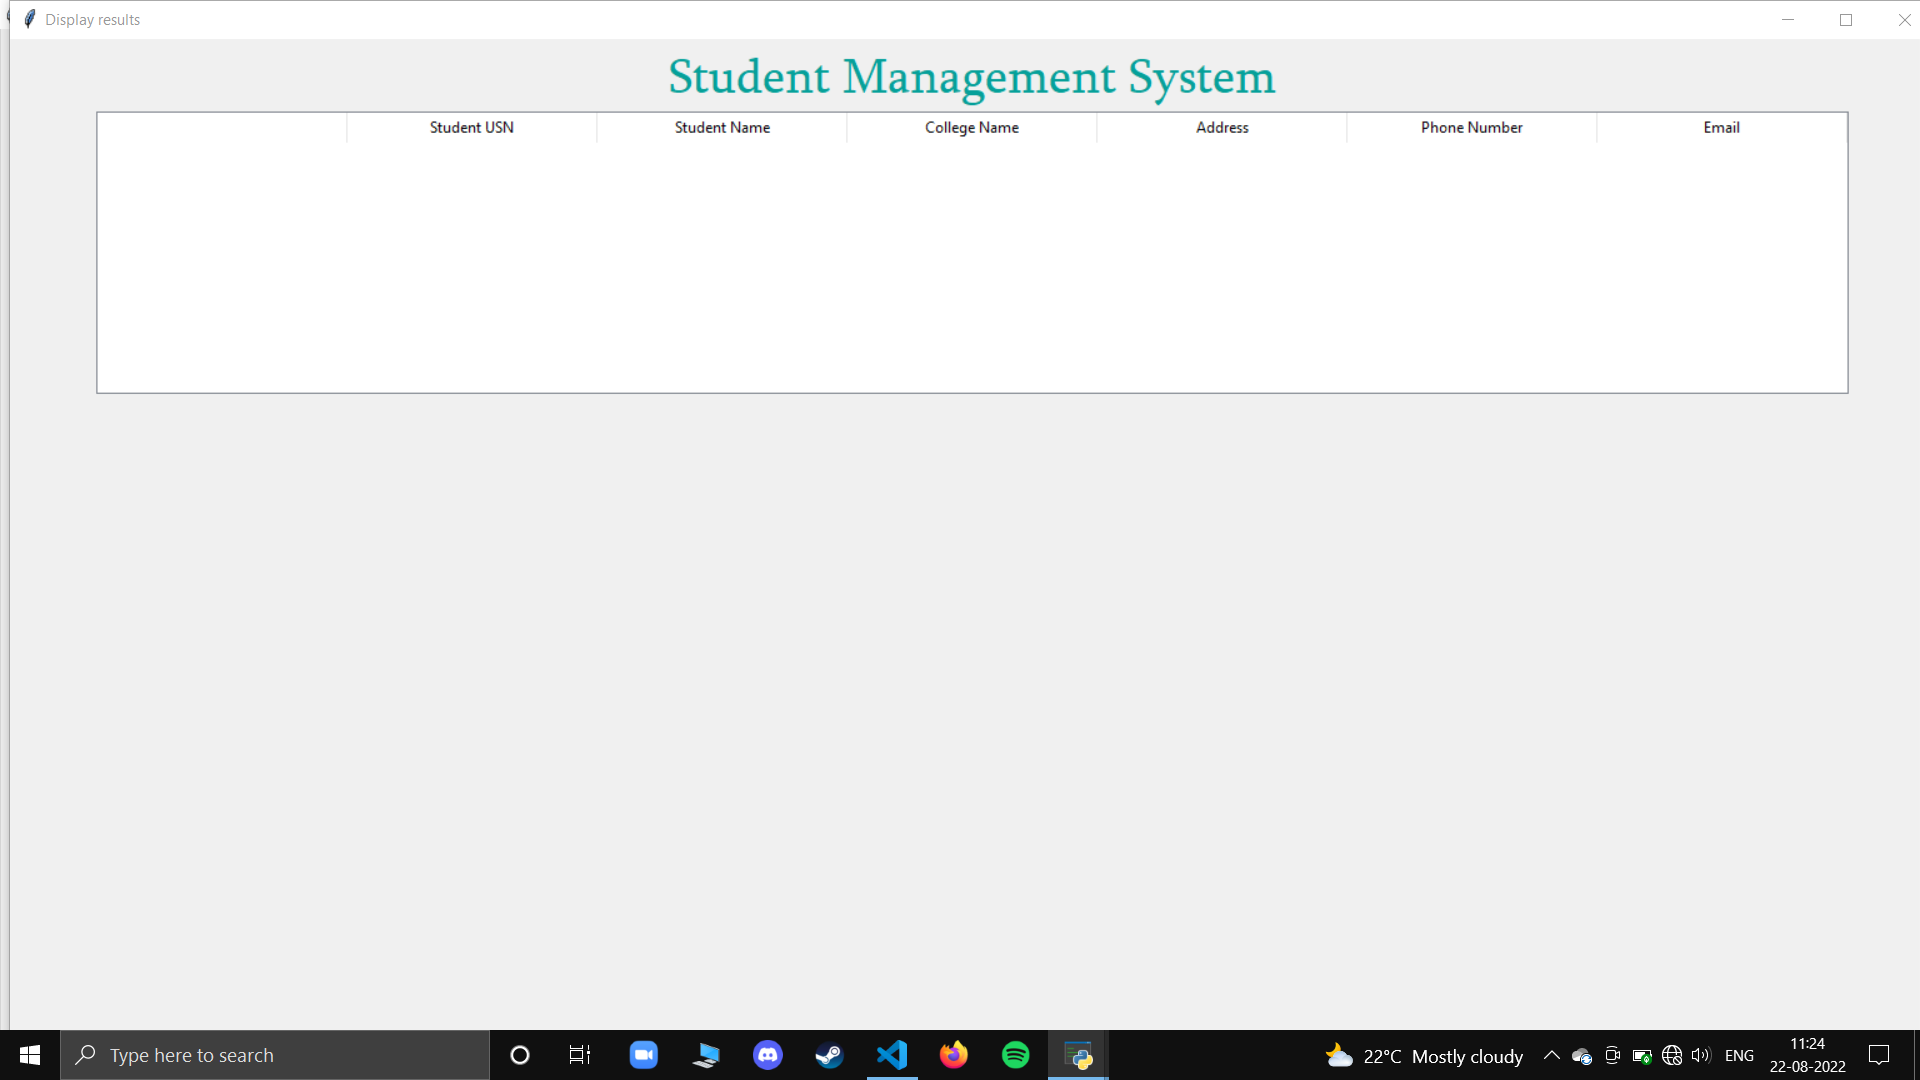 Display results
Student Management System
Student USN Student Name College Name Address Phone Number Email
Type here to search
22°C Mostly cloudy
ENG
11:24
22-08-2022